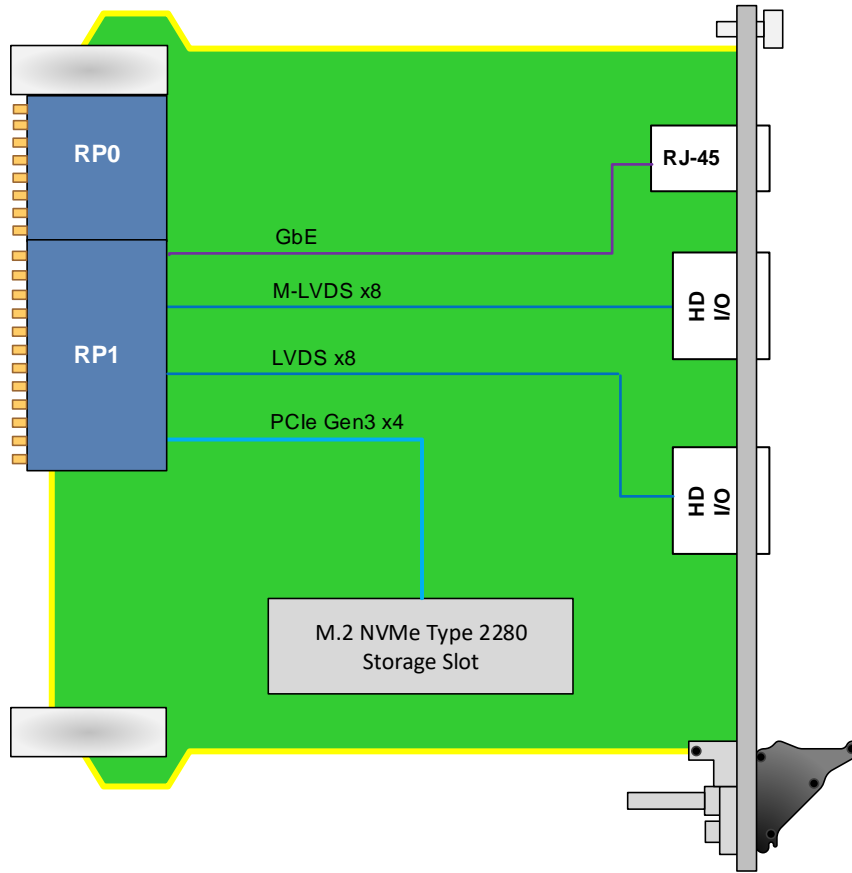 RP0
RJ-45
GbE
M-LVDS x8
HD
I/O
RP1
LVDS x8
PCIe Gen3 x4
HD
I/O
M.2 NVMe Type 2280
Storage Slot